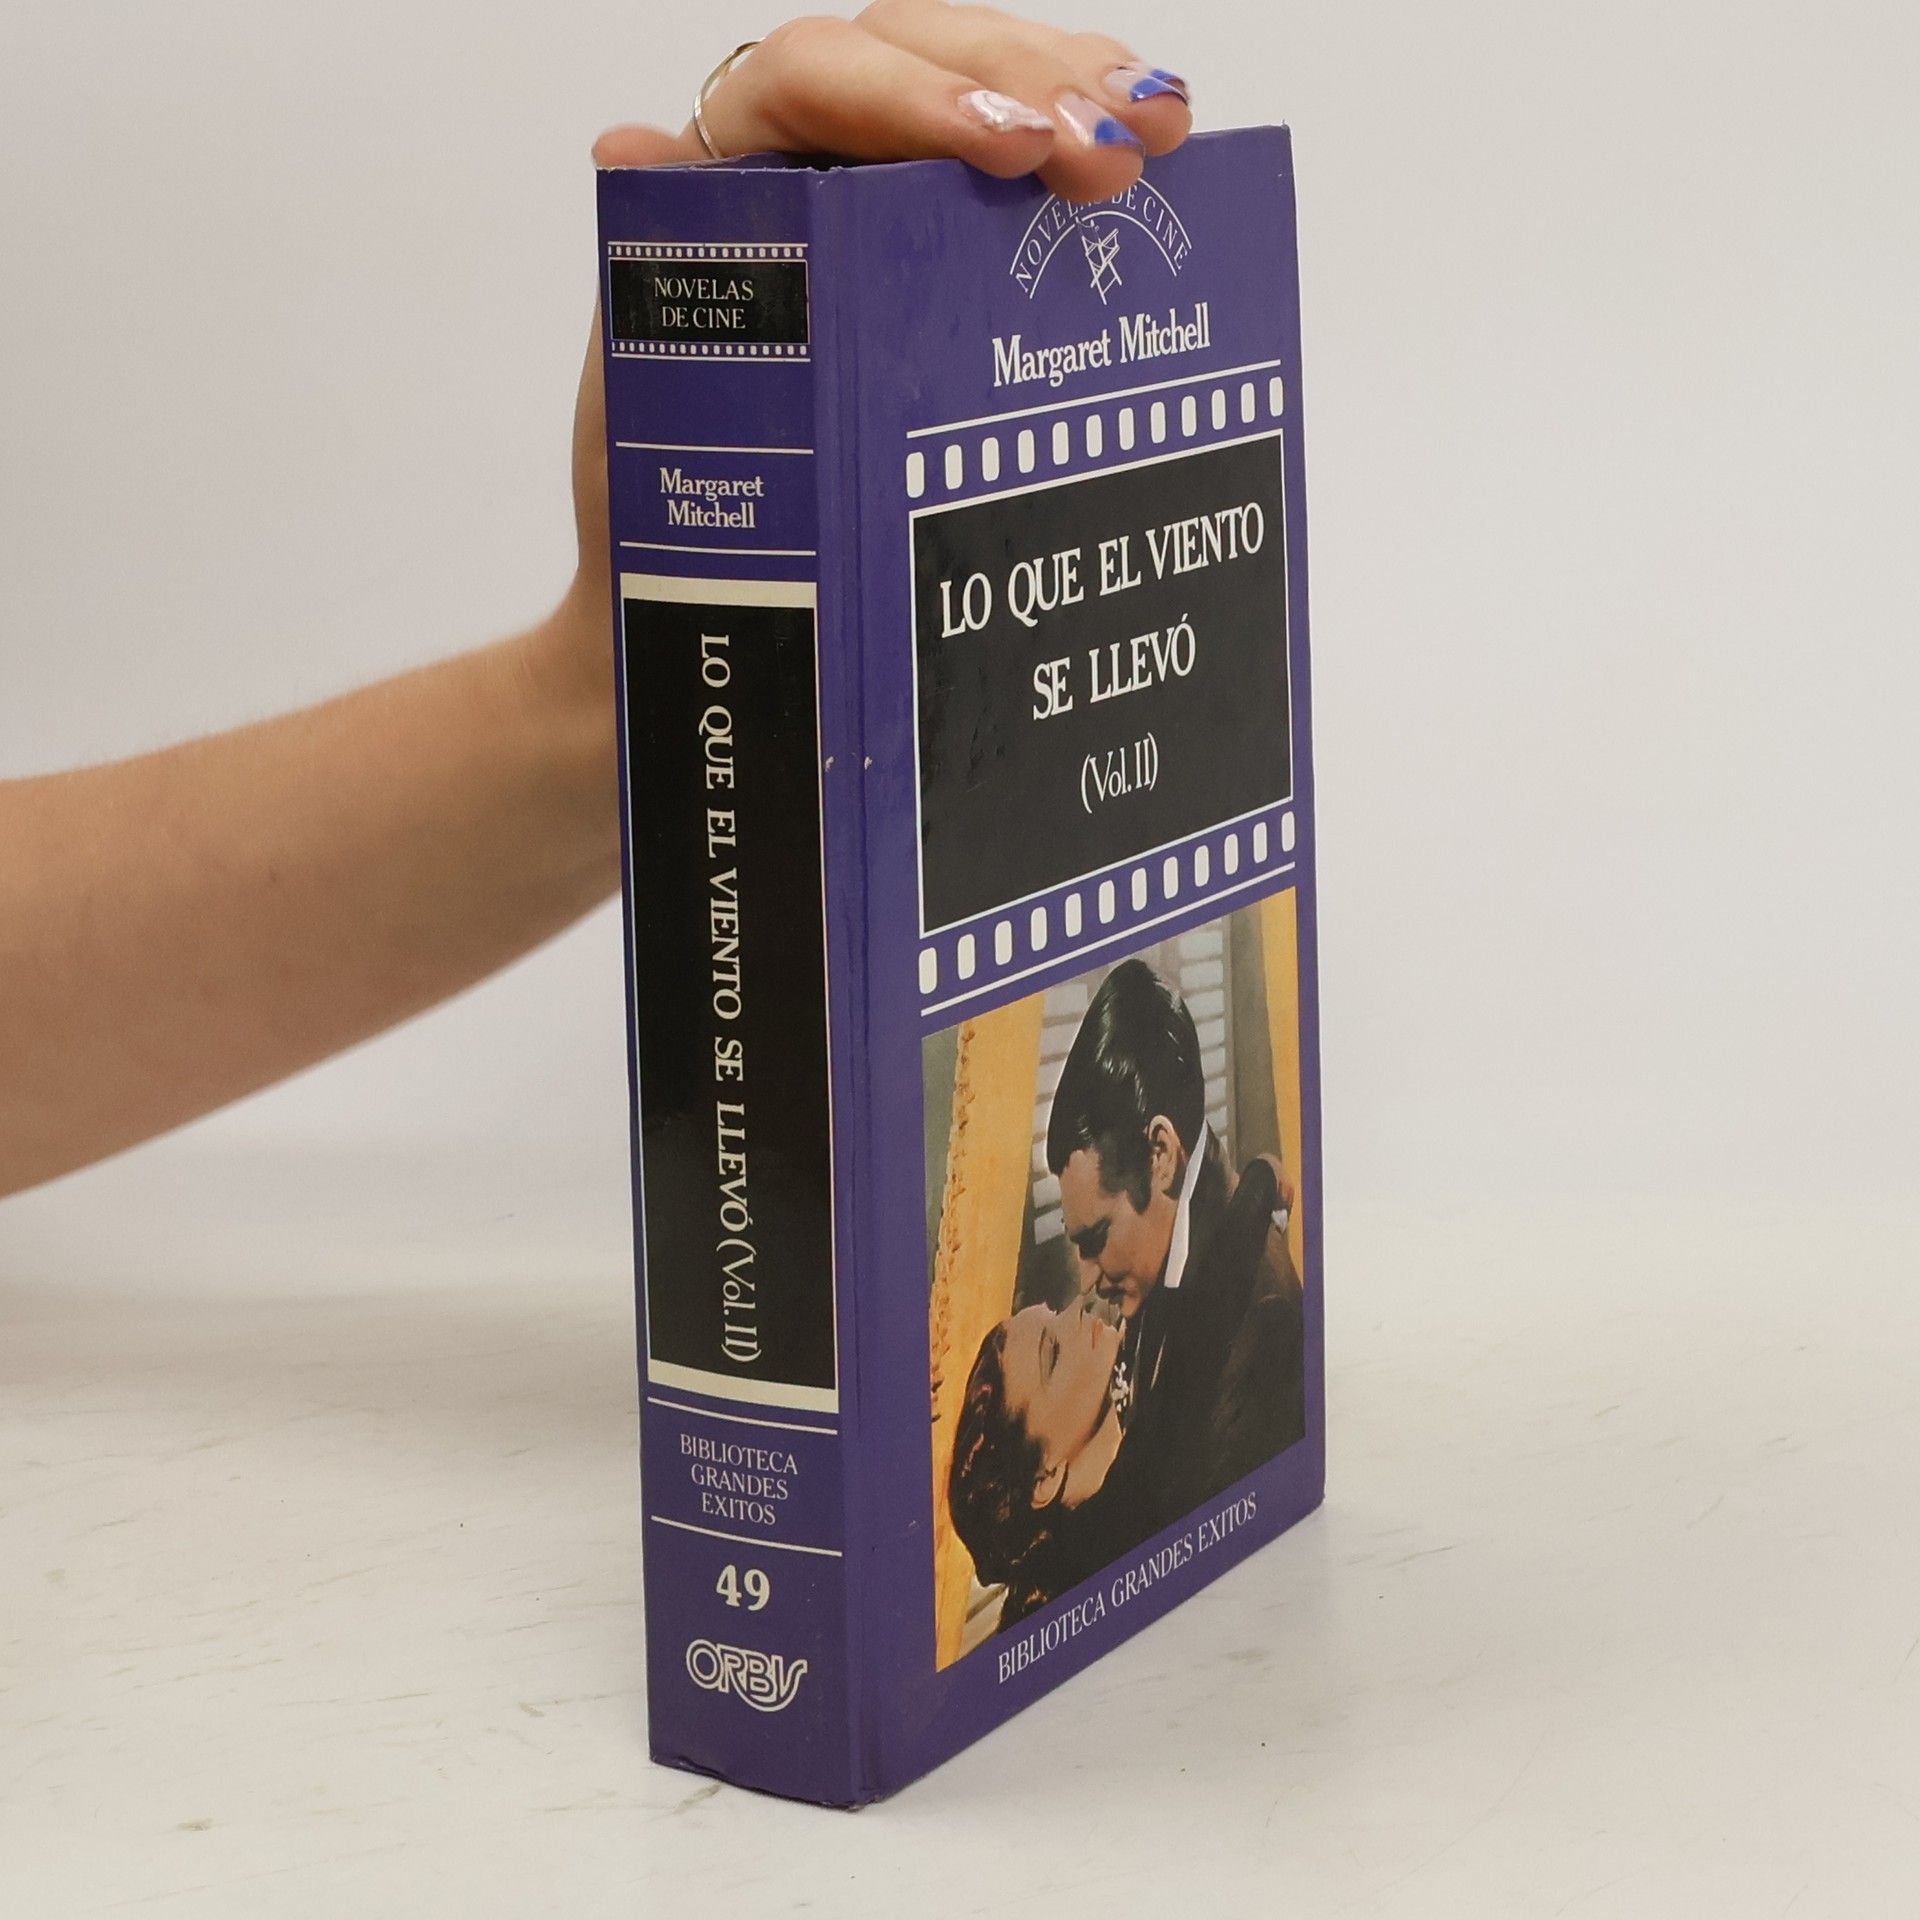 NOVELAS
DE CINE
Margaret
Mitchell
LO QUE EL VIENTO SE LLEVÓ (Vol. II)
BIBLIOTECA
GRANDES
EXITOS
49
ORBIS
NOVELAS DE CINE
Margaret Mitchell
LO QUE EL VIENTO
SE LLEVÓ
(Vol. II)
BIBLIOTECA GRANDES EXITOS